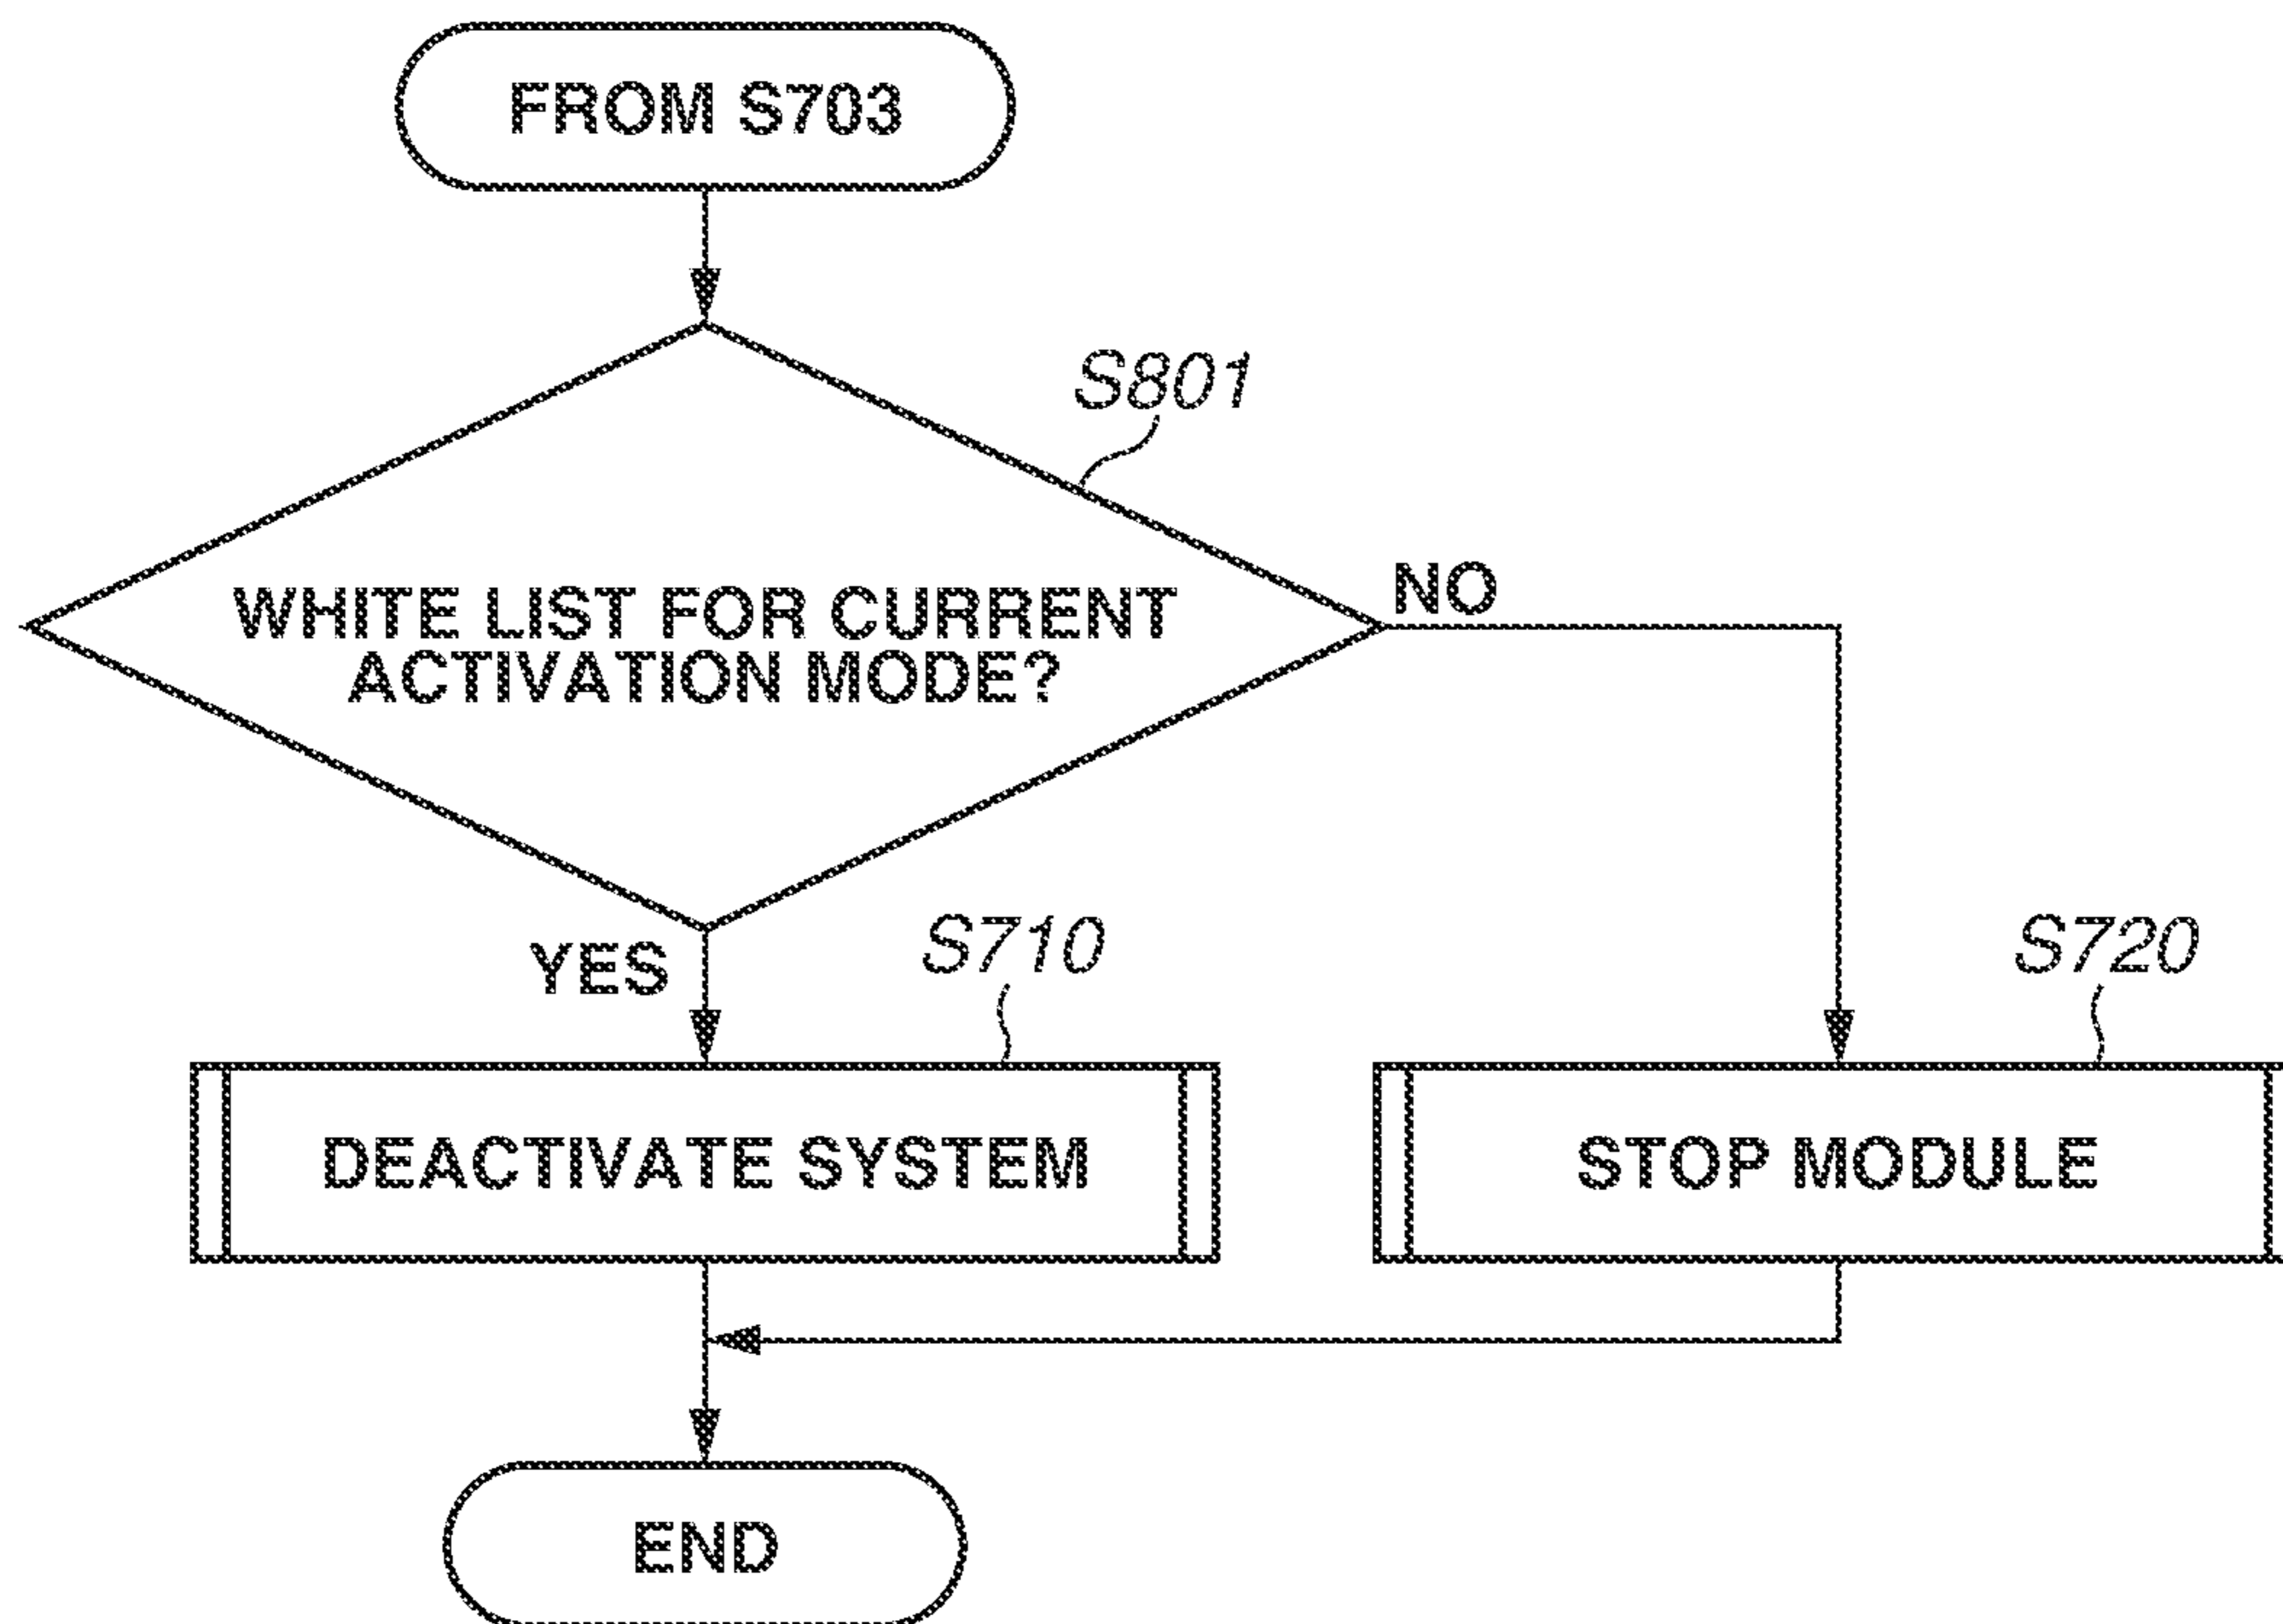 FROM S703
S801
WHITE LIST FOR CURRENT
ACTIVATION MODE?
NO
YES
S710
S720
DEACTIVATE SYSTEM
STOP MODULE
END